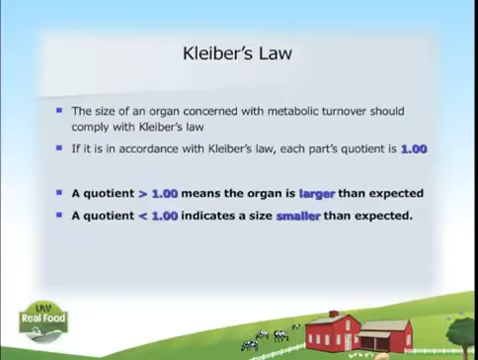 Kleiber's Law
The size of an organ concerned with metabolic turnover should
comply with Kleiber's law
If it is in accordance with Kleiber's law, each part's quotient is 1.00
A quotient > 1.00 means the organ is larger than expected
A quotient < 1.00 indicates a size smaller than expected.
Real Food